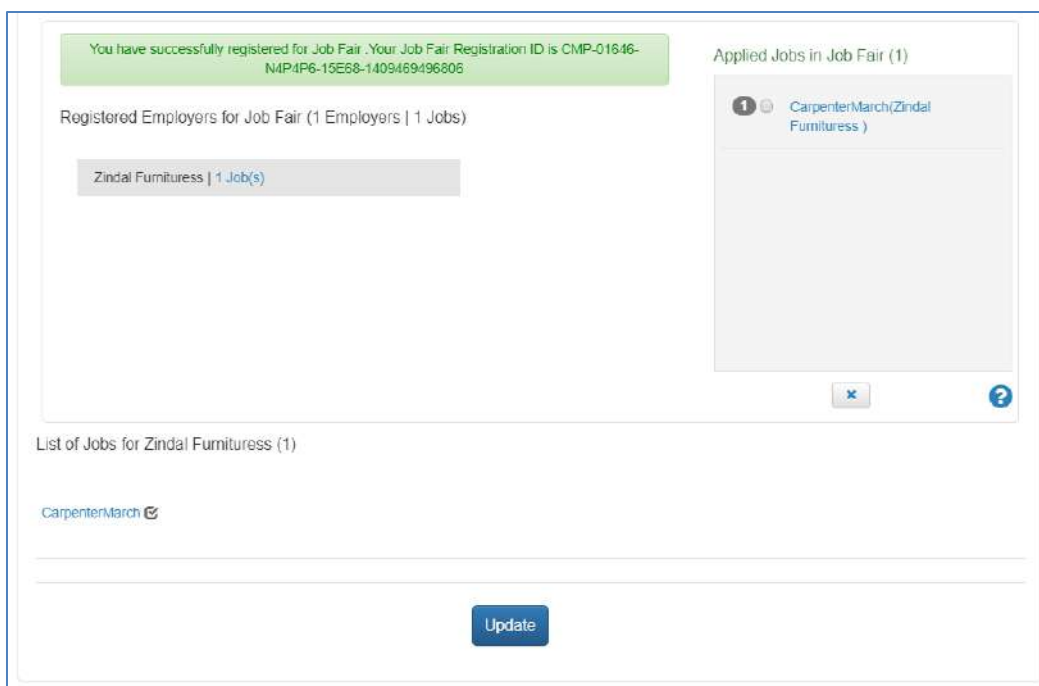 You have successfully registered for Job Fair .Your Job Fair Registration ID is CMP-01646-
N4P4P6-15E68-1409469496806
Registered Employers for Job Fair (1 Employers | 1 Jobs)
Zindal Furnituress | 1 Job(s)
Applied Jobs in Job Fair (1)
1 CarpenterMarch(Zindal
Furnituress )
?
List of Jobs for Zindal Furnituress (1)
CarpenterMarch
Update